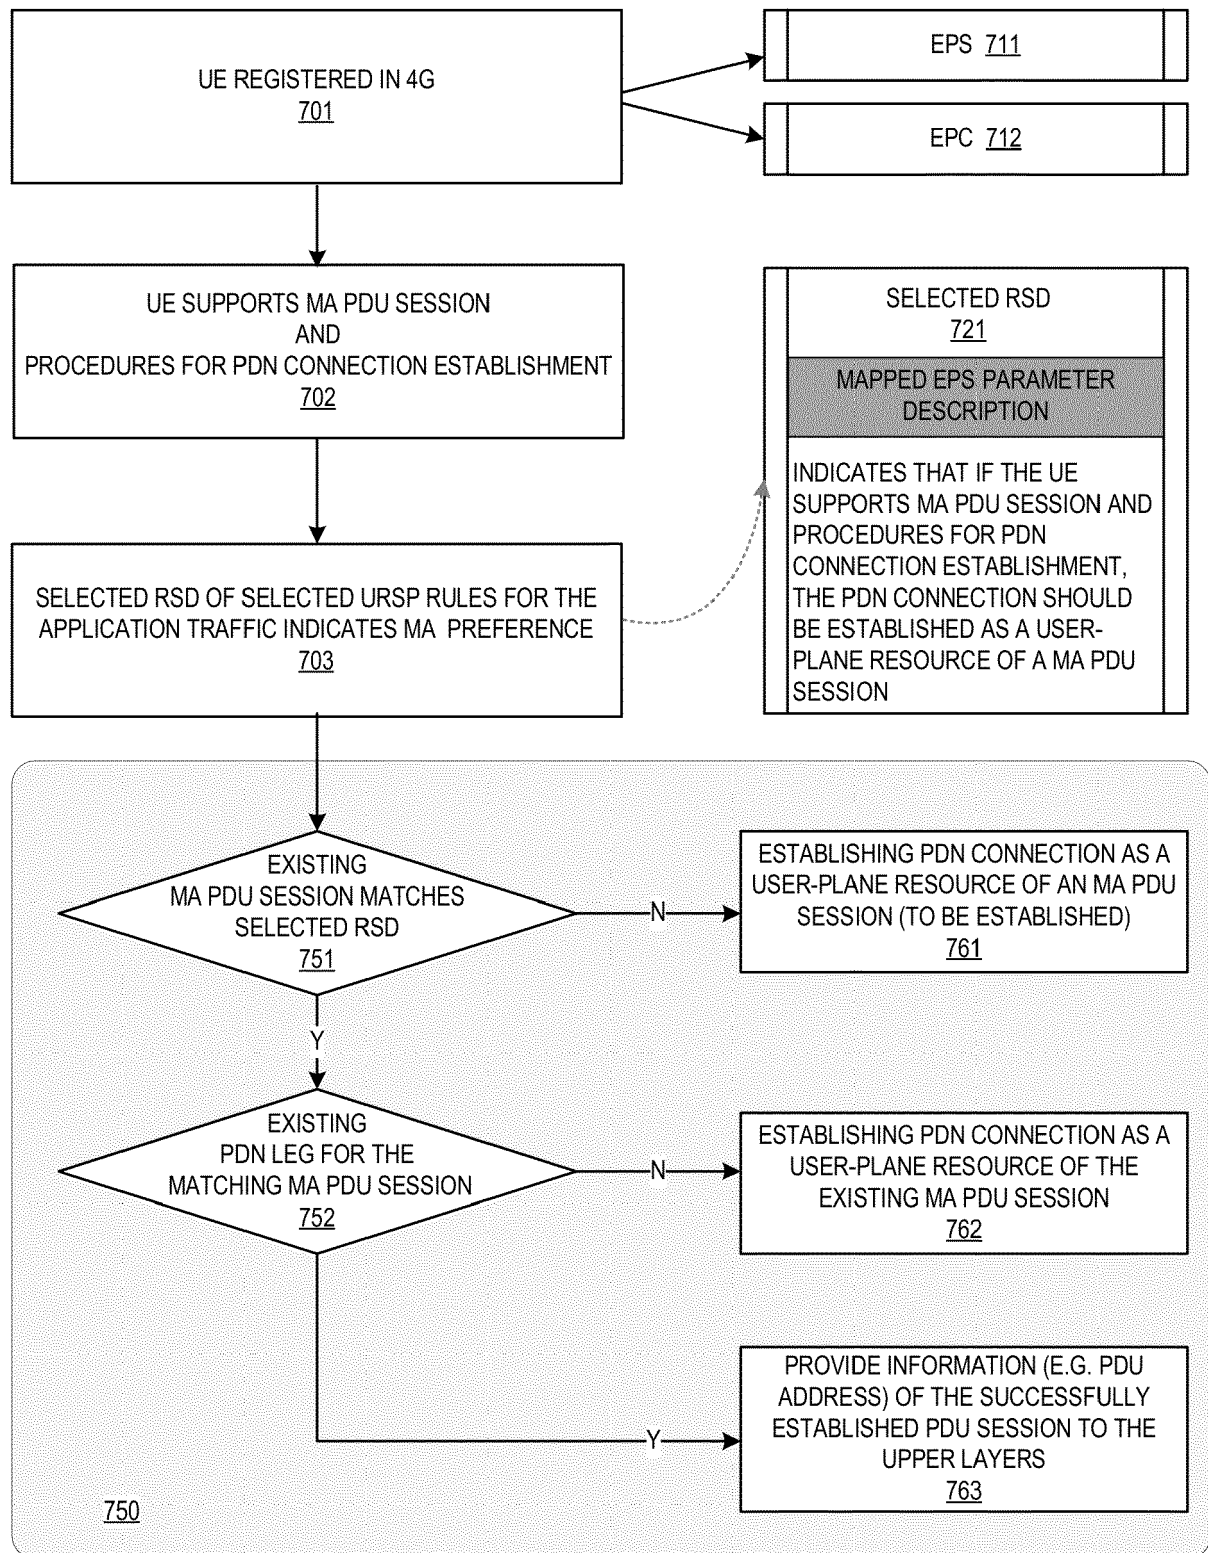 UE REGISTERED IN 4G
701
EPS 711
EPC 712
UE SUPPORTS MA PDU SESSION
AND
PROCEDURES FOR PDN CONNECTION ESTABLISHMENT
702
SELECTED RSD
721
MAPPED EPS PARAMETER
DESCRIPTION
INDICATES THAT IF THE UE
SUPPORTS MA PDU SESSION AND
PROCEDURES FOR PDN
CONNECTION ESTABLISHMENT,
THE PDN CONNECTION SHOULD
BE ESTABLISHED AS A USER-
PLANE RESOURCE OF A MA PDU
SESSION
SELECTED RSD OF SELECTED URSP RULES FOR THE
APPLICATION TRAFFIC INDICATES MA PREFERENCE
703
EXISTING
MA PDU SESSION MATCHES
SELECTED RSD
751
N
ESTABLISHING PDN CONNECTION AS A
USER-PLANE RESOURCE OF AN MA PDU
SESSION (TO BE ESTABLISHED)
761
Y
EXISTING
PDN LEG FOR THE
MATCHING MA PDU SESSION
752
N
ESTABLISHING PDN CONNECTION AS A
USER-PLANE RESOURCE OF THE
EXISTING MA PDU SESSION
762
Y
PROVIDE INFORMATION (E.G. PDU
ADDRESS) OF THE SUCCESSFULLY
ESTABLISHED PDU SESSION TO THE
UPPER LAYERS
763
750